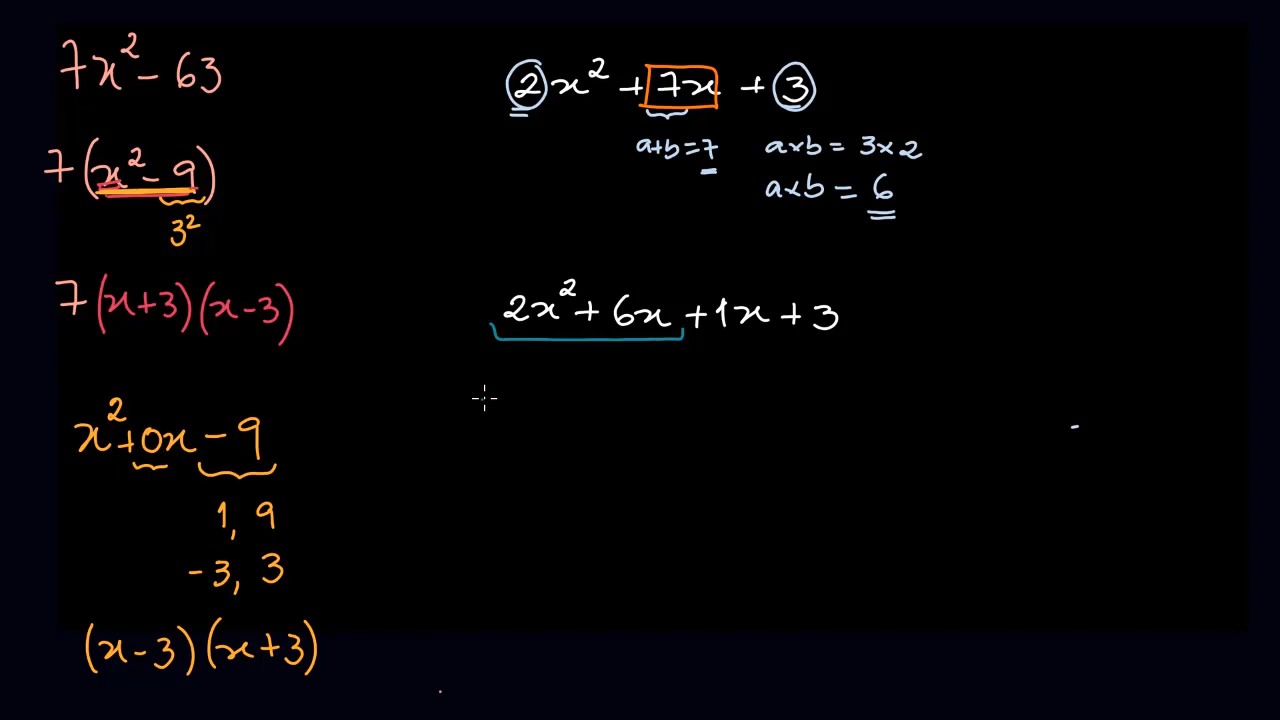 7x² - 63
7(x² - 9)
3²
7(x+3)(x-3)
x² + 0x - 9
1, 9
-3, 3
(x-3)(x+3)
2x² + 7x + 3
a+b=7
a×b = 3×2
a×b = 6
2x² + 6x + 1x + 3